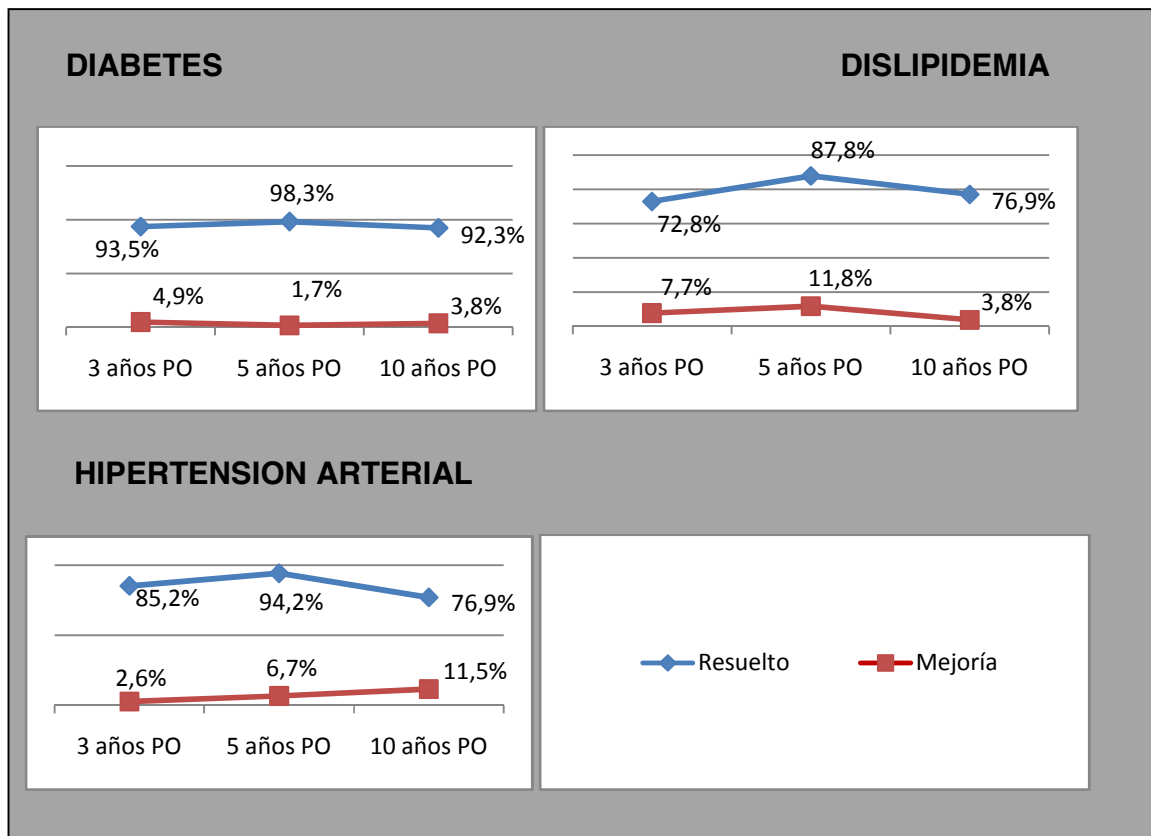 DIABETES
DISLIPIDEMIA
98,3%
93,5%
92,3%
4,9%
1,7%
3,8%
3 años PO 5 años PO 10 años PO
87,8%
72,8%
76,9%
7,7%
11,8%
3,8%
3 años PO 5 años PO 10 años PO
HIPERTENSION ARTERIAL
85,2%
94,2%
76,9%
2,6%
6,7%
11,5%
3 años PO 5 años PO 10 años PO
Resuelto Mejoría